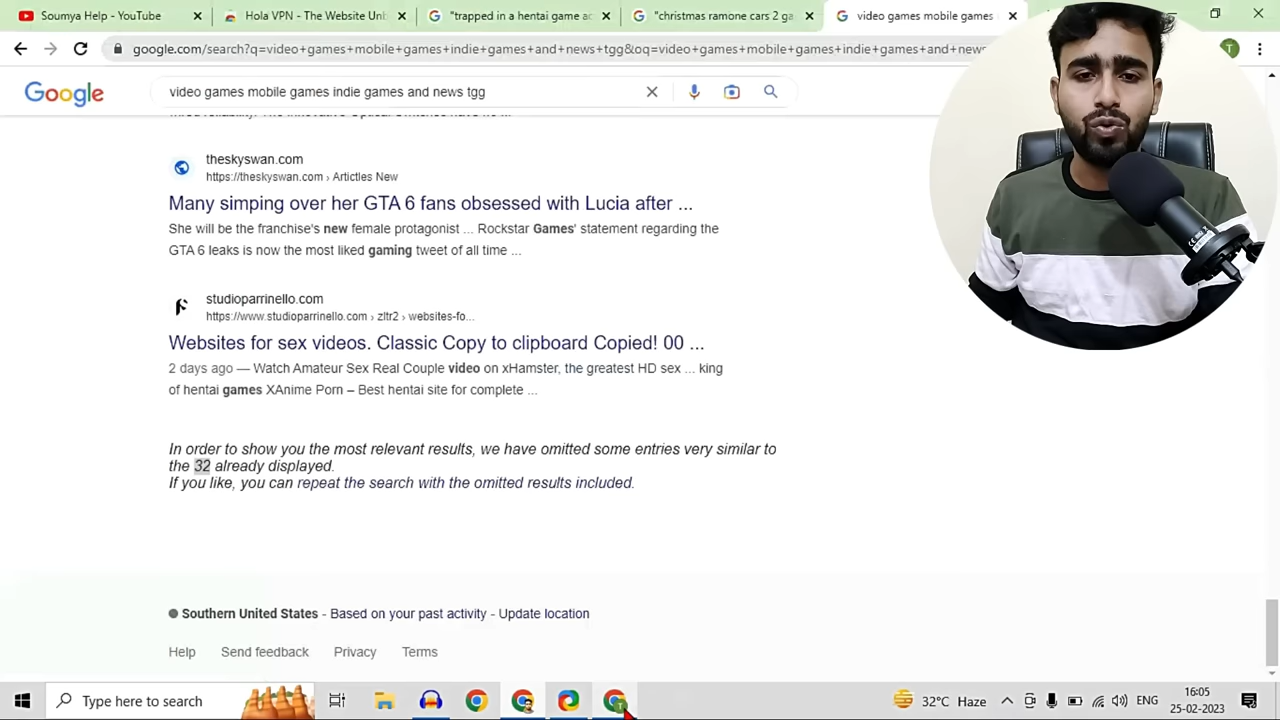 Soumya Help - YouTube
Hola VPN - The Website Unl
"trapped in a hentai game ac
"christmas ramone cars 2 ga
video games mobile games
google.com/search?q=video+games+mobile+games+indie+games+and+news+tgg&oq=video+games+mobile+games+indie+games+and+news
T
Google
video games mobile games indie games and news tgg
theskyswan.com
https://theskyswan.com › Articles New
Many simping over her GTA 6 fans obsessed with Lucia after ...
She will be the franchise's new female protagonist ... Rockstar Games' statement regarding the
GTA 6 leaks is now the most liked gaming tweet of all time ...
studioparrinello.com
https://www.studioparrinello.com › zltr2 › websites-fo...
Websites for sex videos. Classic Copy to clipboard Copied! 00 ...
2 days ago — Watch Amateur Sex Real Couple video on xHamster, the greatest HD sex ... king
of hentai games XAnime Porn – Best hentai site for complete ...
In order to show you the most relevant results, we have omitted some entries very similar to
the 32 already displayed.
If you like, you can repeat the search with the omitted results included.
Southern United States - Based on your past activity - Update location
Help Send feedback Privacy Terms
Type here to search
32°C Haze
ENG
16:05
25-02-2023